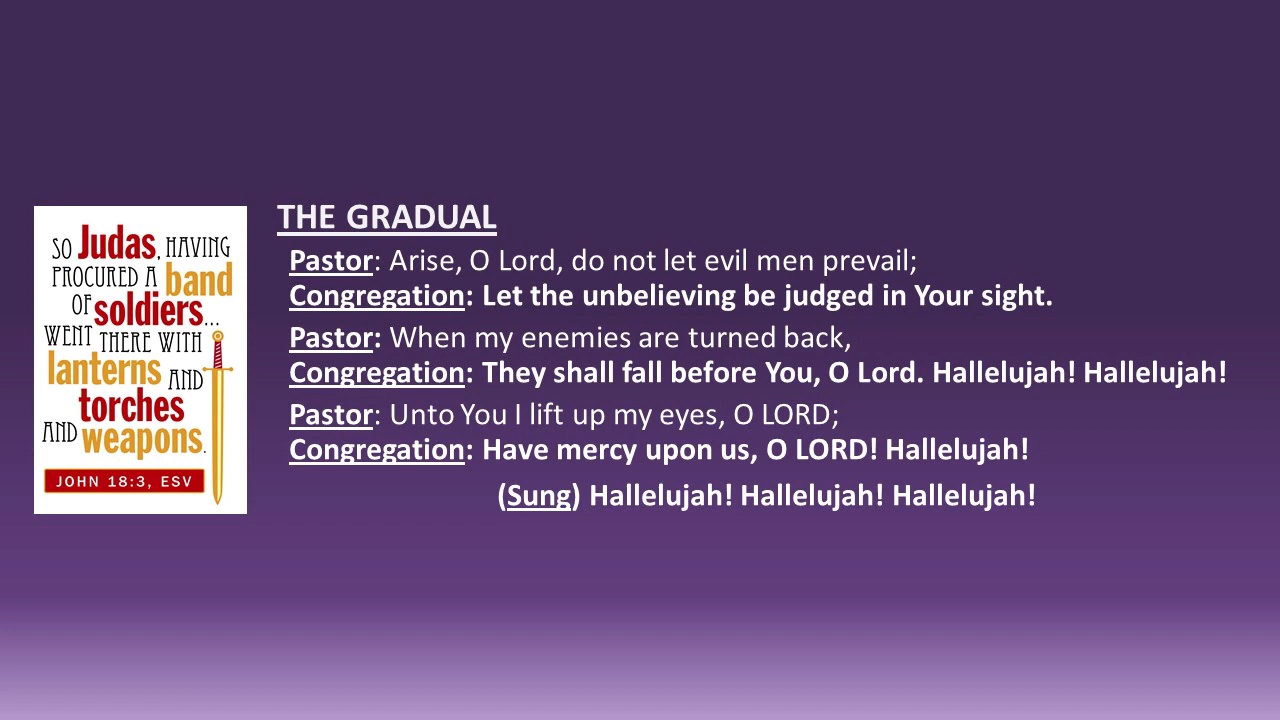 SO Judas, HAVING
PROCURED A band
OF soldiers...
WENT THERE WITH
lanterns AND
torches
AND weapons.
JOHN 18:3, ESV
THE GRADUAL
Pastor: Arise, O Lord, do not let evil men prevail;
Congregation: Let the unbelieving be judged in Your sight.
Pastor: When my enemies are turned back,
Congregation: They shall fall before You, O Lord. Hallelujah! Hallelujah!
Pastor: Unto You I lift up my eyes, O LORD;
Congregation: Have mercy upon us, O LORD! Hallelujah!
(Sung) Hallelujah! Hallelujah! Hallelujah!